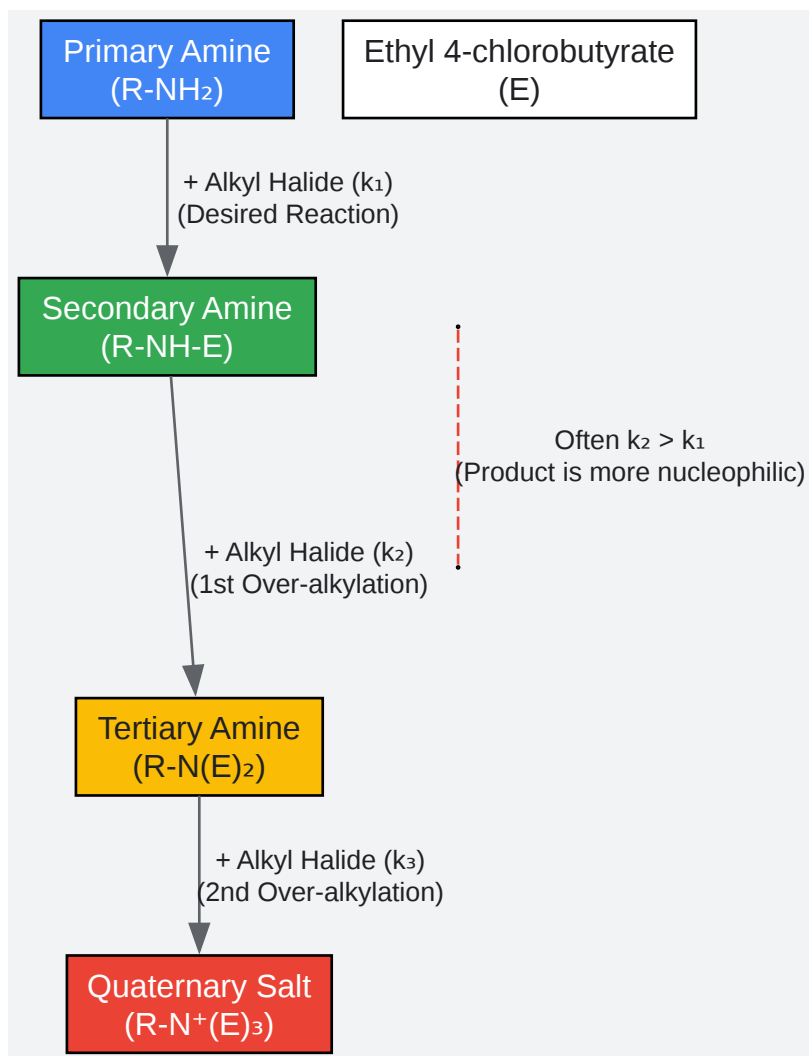 Primary Amine
(R-NH₂)
Ethyl 4-chlorobutyrate
(E)
+ Alkyl Halide (k₁)
(Desired Reaction)
Secondary Amine
(R-NH-E)
Often k₂ > k₁
(Product is more nucleophilic)
+ Alkyl Halide (k₂)
(1st Over-alkylation)
Tertiary Amine
(R-N(E)₂)
+ Alkyl Halide (k₃)
(2nd Over-alkylation)
Quaternary Salt
(R-N⁺(E)₃)